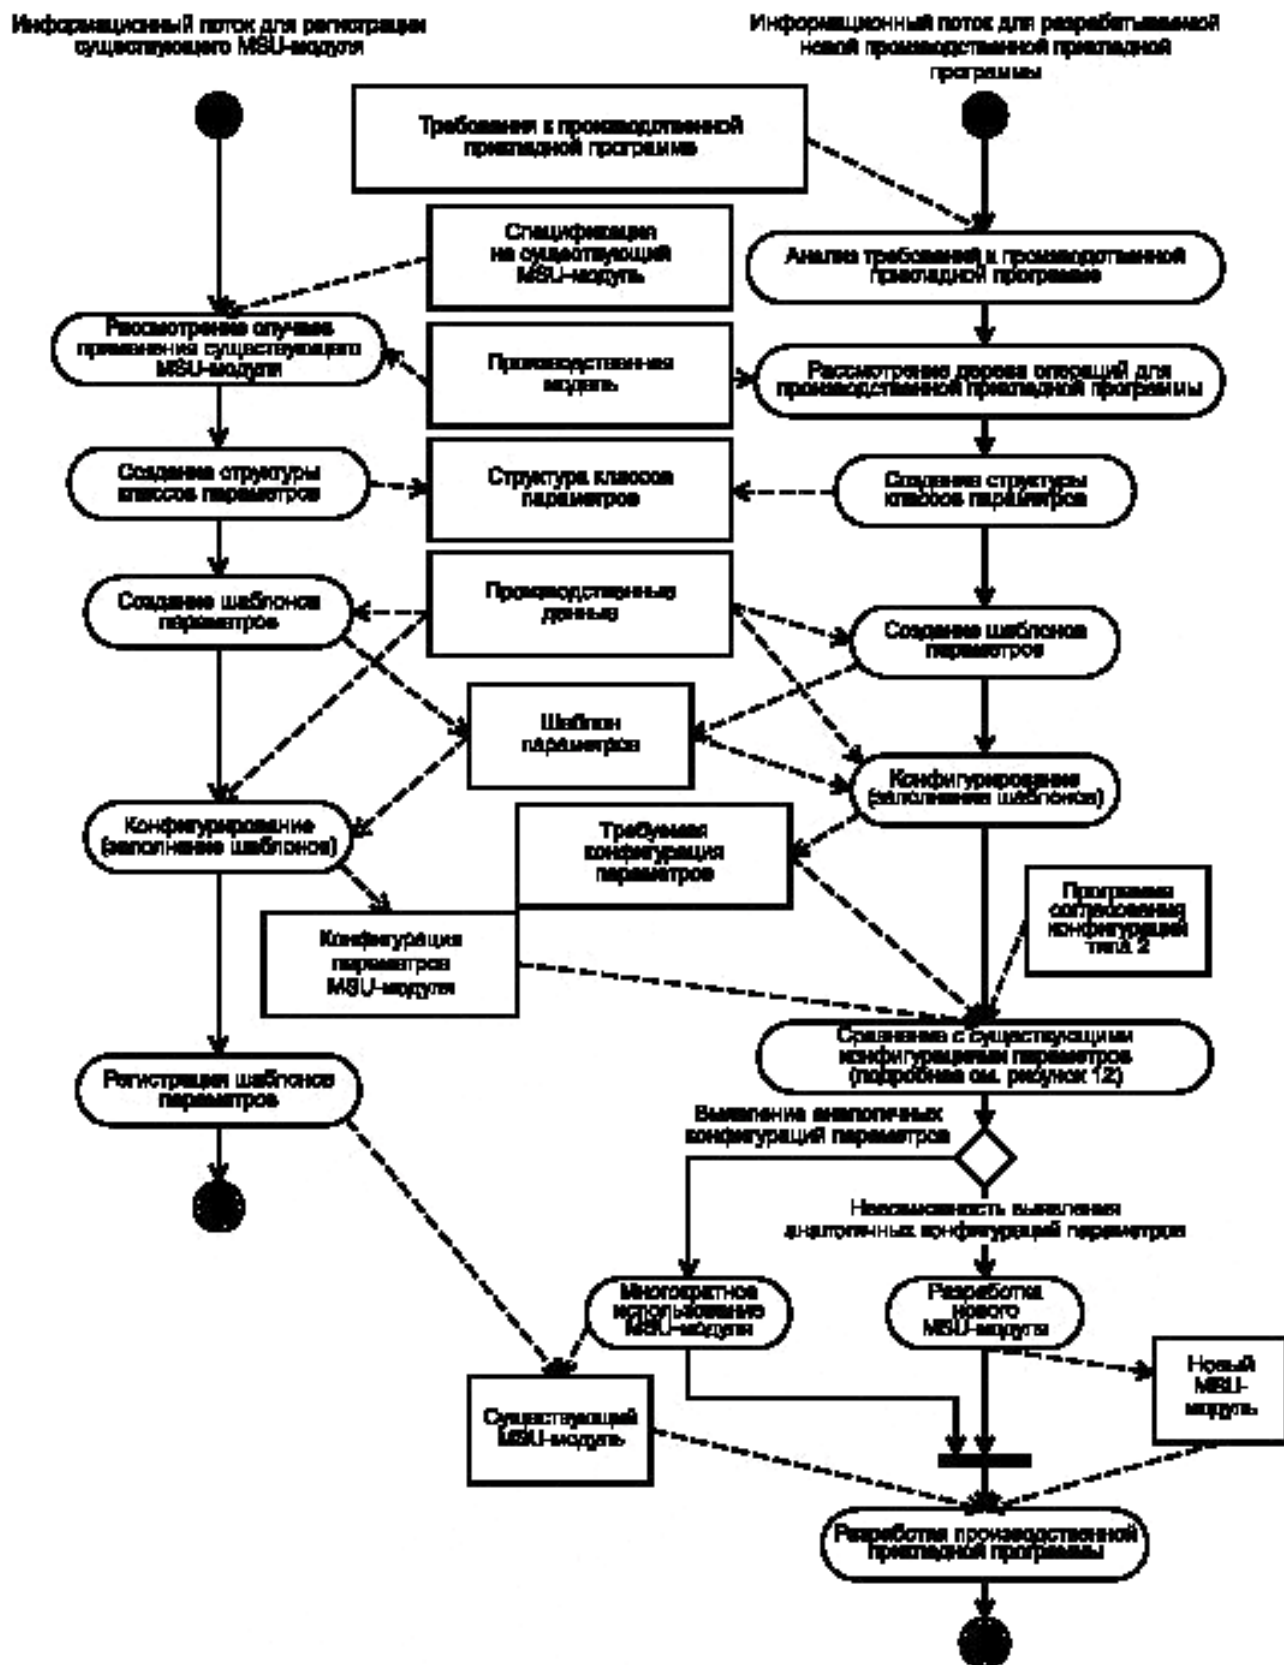 Информационный поток для регистрации
существующего MSU-модуля
Информационный поток для разрабатываемой
новой производственной прикладной
программы
Требования к производственной
прикладной программе
Спецификация
на существующий
MSU-модуль
Анализ требований к производственной
прикладной программе
Рассмотрение случаев
применения существующего
MSU-модуля
Производственная
модель
Рассмотрение дерева операций для
производственной прикладной программы
Создание структуры
классов параметров
Структура классов
параметров
Создание структуры
классов параметров
Создание шаблонов
параметров
Производственные
данные
Создание шаблонов
параметров
Шаблон
параметров
Конфигурирование
(заполнение шаблонов)
Конфигурирование
(заполнение шаблонов)
Требуемая
конфигурация
параметров
Программа
согласования
конфигураций
типа 2
Конфигурация
параметров
MSU-модуля
Сравнение с существующими
конфигурациями параметров
(подробнее см. рисунок 12)
Регистрация шаблонов
параметров
Выявление аналогичных
конфигураций параметров
Невозможность выявления
аналогичных конфигураций параметров
Многократное
использование
MSU-модуля
Разработка
нового
MSU-модуля
Новый
MSU-
модуль
Существующий
MSU-модуль
Разработка производственной
прикладной программы